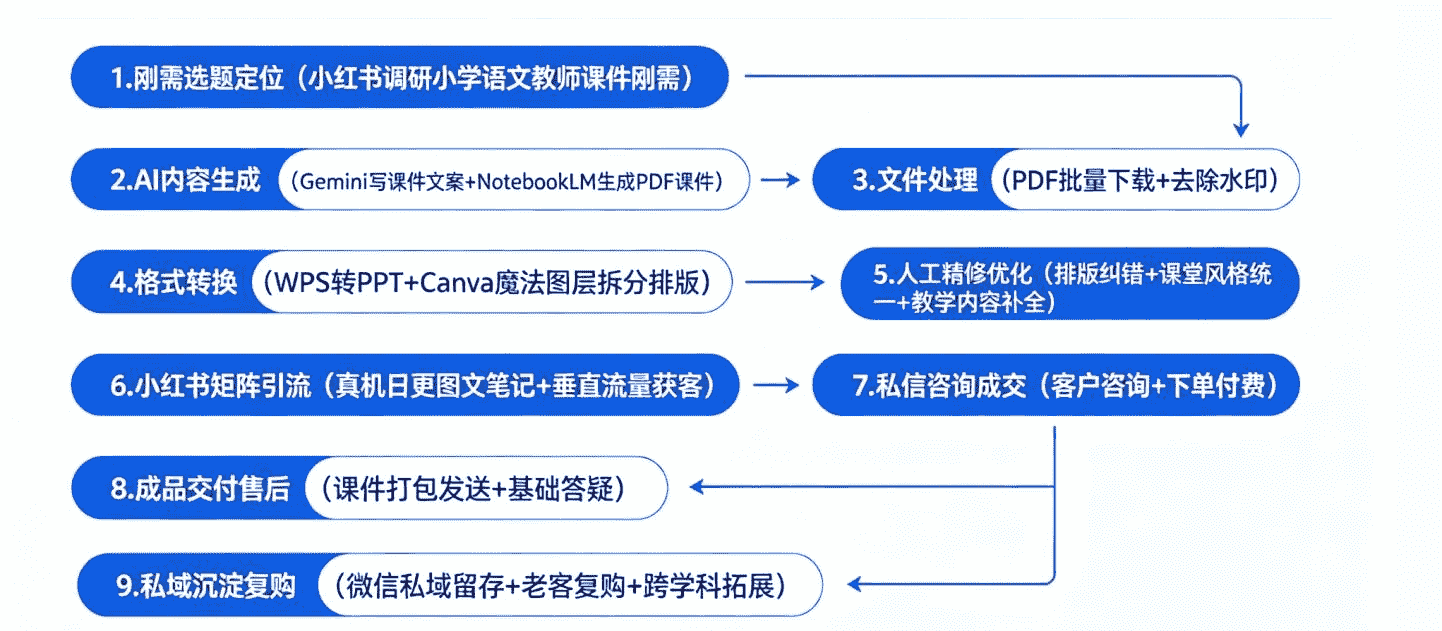 1.刚需选题定位（小红书调研小学语文教师课件刚需）
2.AI内容生成（Gemini写课件文案+NotebookLM生成PDF课件）
3.文件处理（PDF批量下载+去除水印）
4.格式转换（WPS转PPT+Canva魔法图层拆分排版）
5.人工精修优化（排版纠错+课堂风格统
一+教学内容补全）
6.小红书矩阵引流（真机日更图文笔记+垂直流量获客）
7.私信咨询成交（客户咨询+下单付费）
8.成品交付售后（课件打包发送+基础答疑）
9.私域沉淀复购（微信私域留存+老客复购+跨学科拓展）